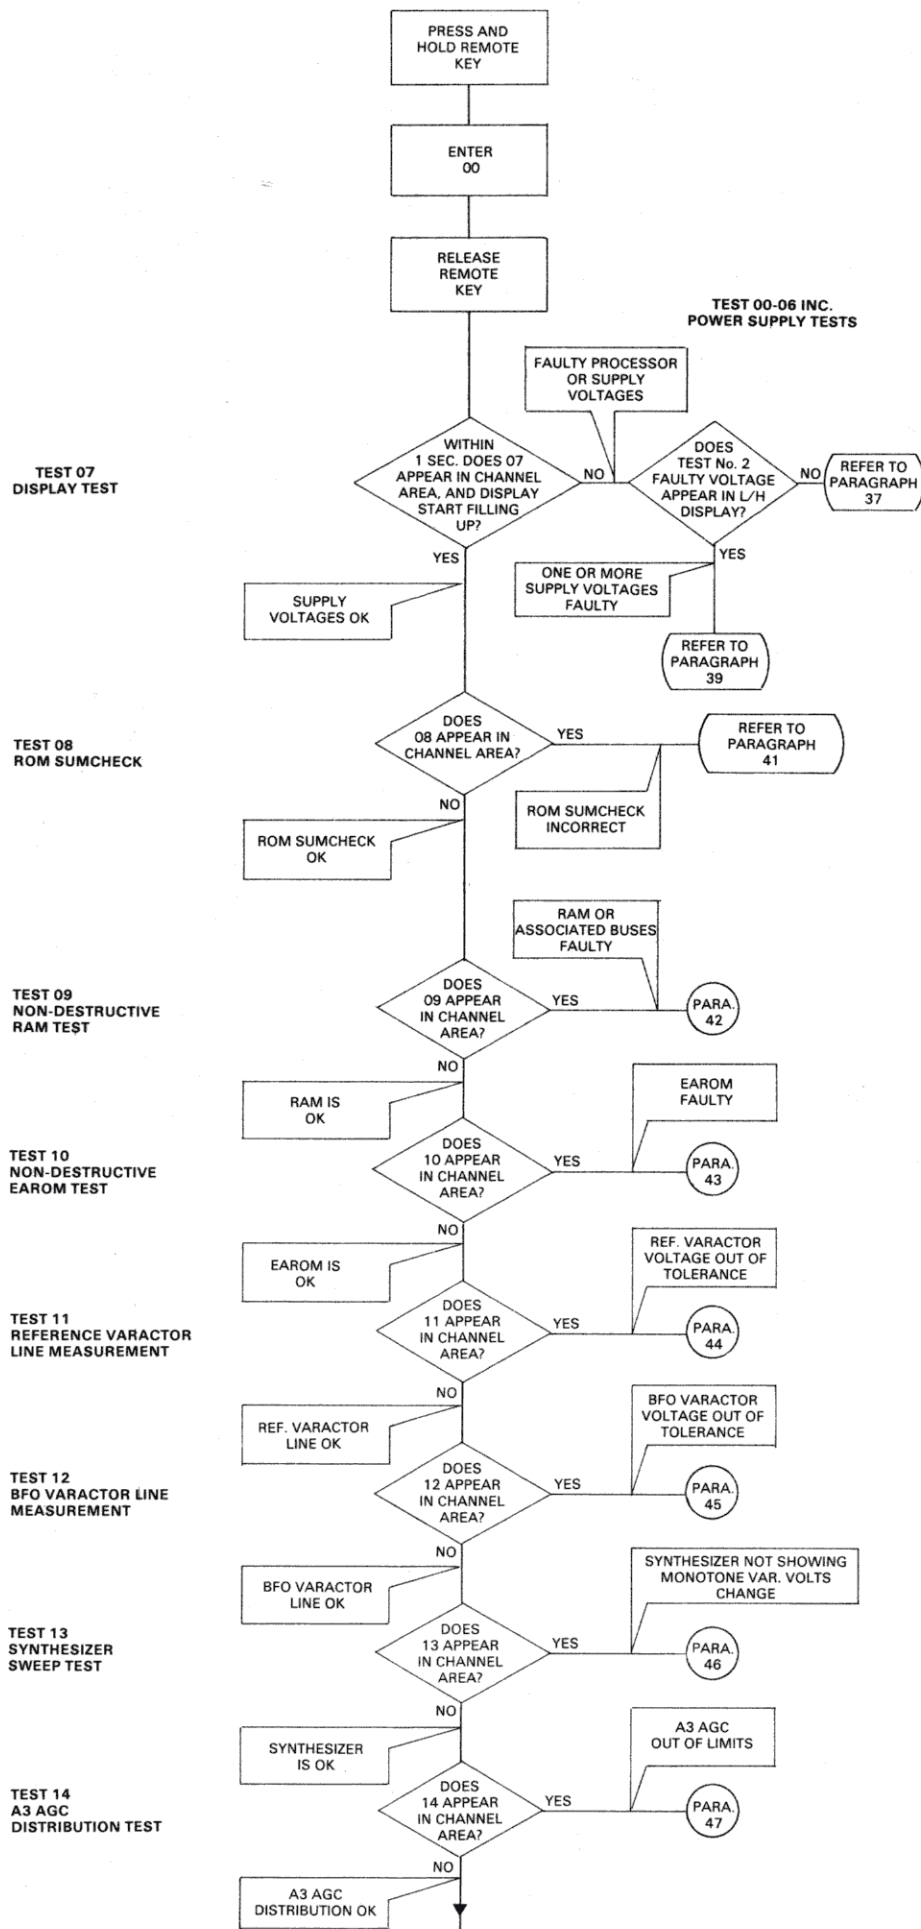 PRESS AND
HOLD REMOTE
KEY
ENTER
00
RELEASE
REMOTE
KEY
TEST 00-06 INC.
POWER SUPPLY TESTS
FAULTY PROCESSOR
OR SUPPLY
VOLTAGES
TEST 07
DISPLAY TEST
WITHIN
1 SEC. DOES 07
APPEAR IN CHANNEL
AREA, AND DISPLAY
START FILLING
UP?
NO
DOES
TEST No. 2
FAULTY VOLTAGE
APPEAR IN L/H
DISPLAY?
NO
REFER TO
PARAGRAPH
37
YES
YES
SUPPLY
VOLTAGES OK
ONE OR MORE
SUPPLY VOLTAGES
FAULTY
REFER TO
PARAGRAPH
39
TEST 08
ROM SUMCHECK
DOES
08 APPEAR IN
CHANNEL AREA?
YES
REFER TO
PARAGRAPH
41
NO
ROM SUMCHECK
OK
ROM SUMCHECK
INCORRECT
RAM OR
ASSOCIATED BUSES
FAULTY
TEST 09
NON-DESTRUCTIVE
RAM TEST
DOES
09 APPEAR
IN CHANNEL
AREA?
YES
PARA.
42
NO
RAM IS
OK
EAROM
FAULTY
TEST 10
NON-DESTRUCTIVE
EAROM TEST
DOES
10 APPEAR
IN CHANNEL
AREA?
YES
PARA.
43
NO
EAROM IS
OK
REF. VARACTOR
VOLTAGE OUT OF
TOLERANCE
TEST 11
REFERENCE VARACTOR
LINE MEASUREMENT
DOES
11 APPEAR
IN CHANNEL
AREA?
YES
PARA.
44
NO
REF. VARACTOR
LINE OK
BFO VARACTOR
VOLTAGE OUT OF
TOLERANCE
TEST 12
BFO VARACTOR LINE
MEASUREMENT
DOES
12 APPEAR
IN CHANNEL
AREA?
YES
PARA.
45
NO
BFO VARACTOR
LINE OK
SYNTHESIZER NOT SHOWING
MONOTONE VAR. VOLTS
CHANGE
TEST 13
SYNTHESIZER
SWEEP TEST
DOES
13 APPEAR
IN CHANNEL
AREA?
YES
PARA.
46
NO
SYNTHESIZER
IS OK
A3 AGC
OUT OF LIMITS
TEST 14
A3 AGC
DISTRIBUTION TEST
DOES
14 APPEAR
IN CHANNEL
AREA?
YES
PARA.
47
NO
A3 AGC
DISTRIBUTION OK